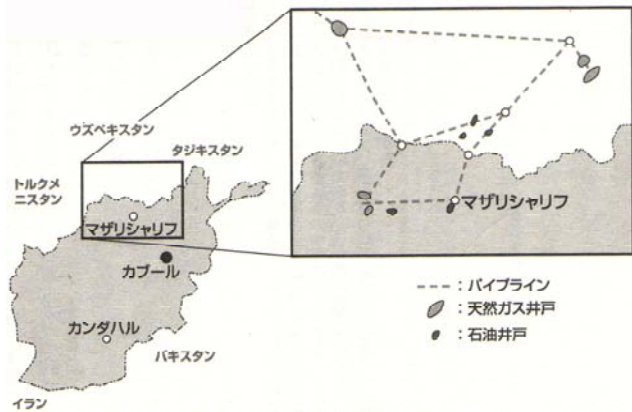 ウズベキスタン
タジキスタン
トルクメ
ニスタン
マザリシャリフ
カブール
カンダハル
パキスタン
イラン
マザリシャリフ
:パイプライン
:天然ガス井戸
:石油井戸